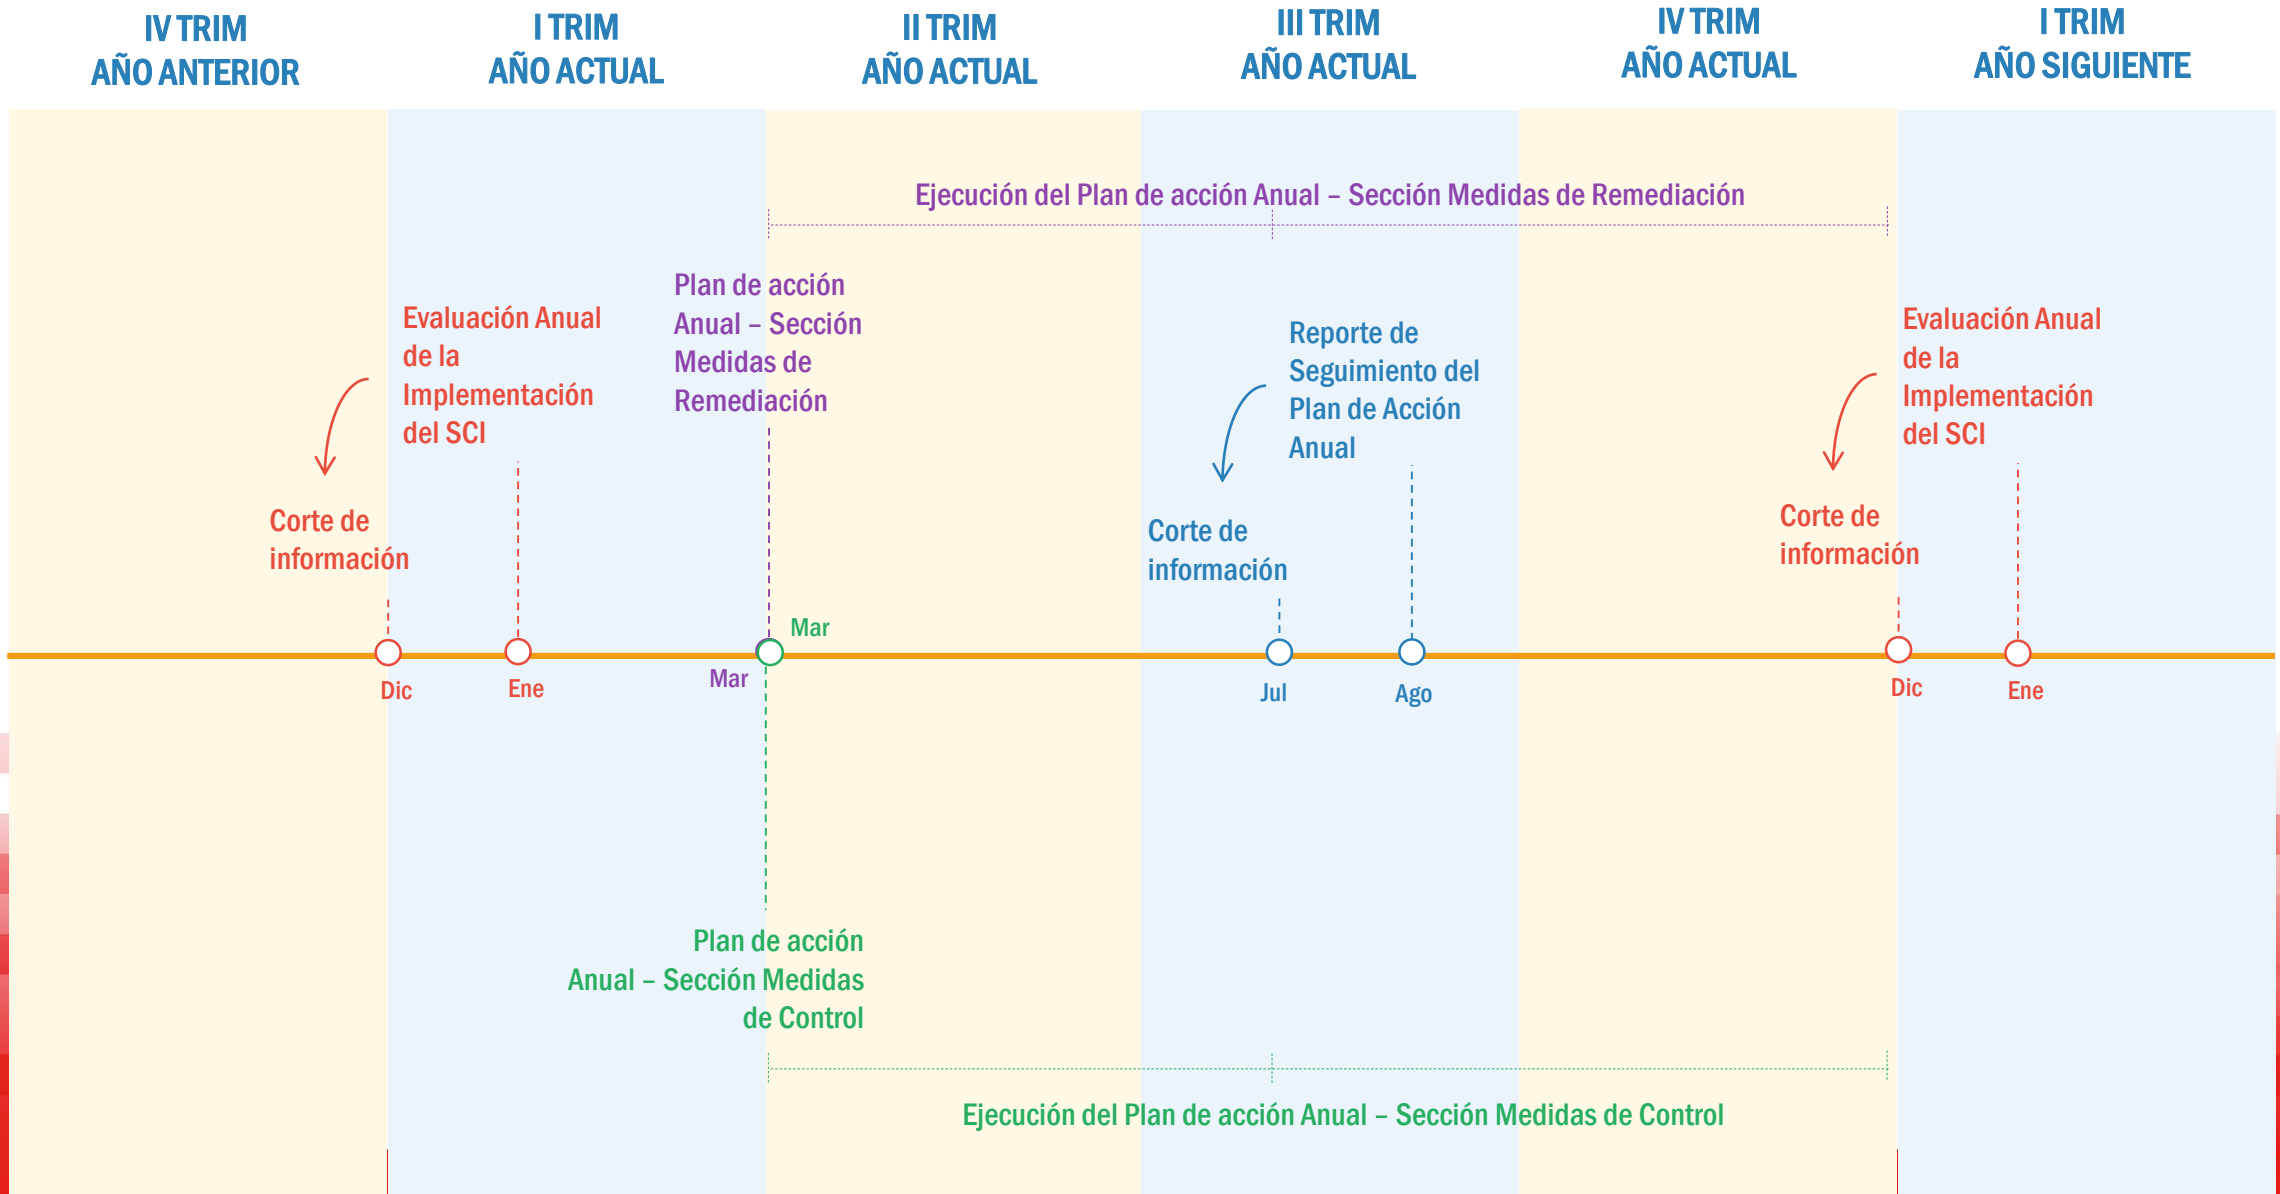 IV TRIM
AÑO ANTERIOR
I TRIM
AÑO ACTUAL
II TRIM
AÑO ACTUAL
III TRIM
AÑO ACTUAL
IV TRIM
AÑO ACTUAL
I TRIM
AÑO SIGUIENTE
Ejecución del Plan de acción Anual – Sección Medidas de Remediación
Evaluación Anual
de la
Implementación
del SCI
Corte de
información
Plan de acción
Anual – Sección
Medidas de
Remediación
Reporte de
Seguimiento del
Plan de Acción
Anual
Corte de
información
Evaluación Anual
de la
Implementación
del SCI
Corte de
información
Dic
Ene
Mar
Mar
Jul
Ago
Dic
Ene
Plan de acción
Anual – Sección Medidas
de Control
Ejecución del Plan de acción Anual – Sección Medidas de Control